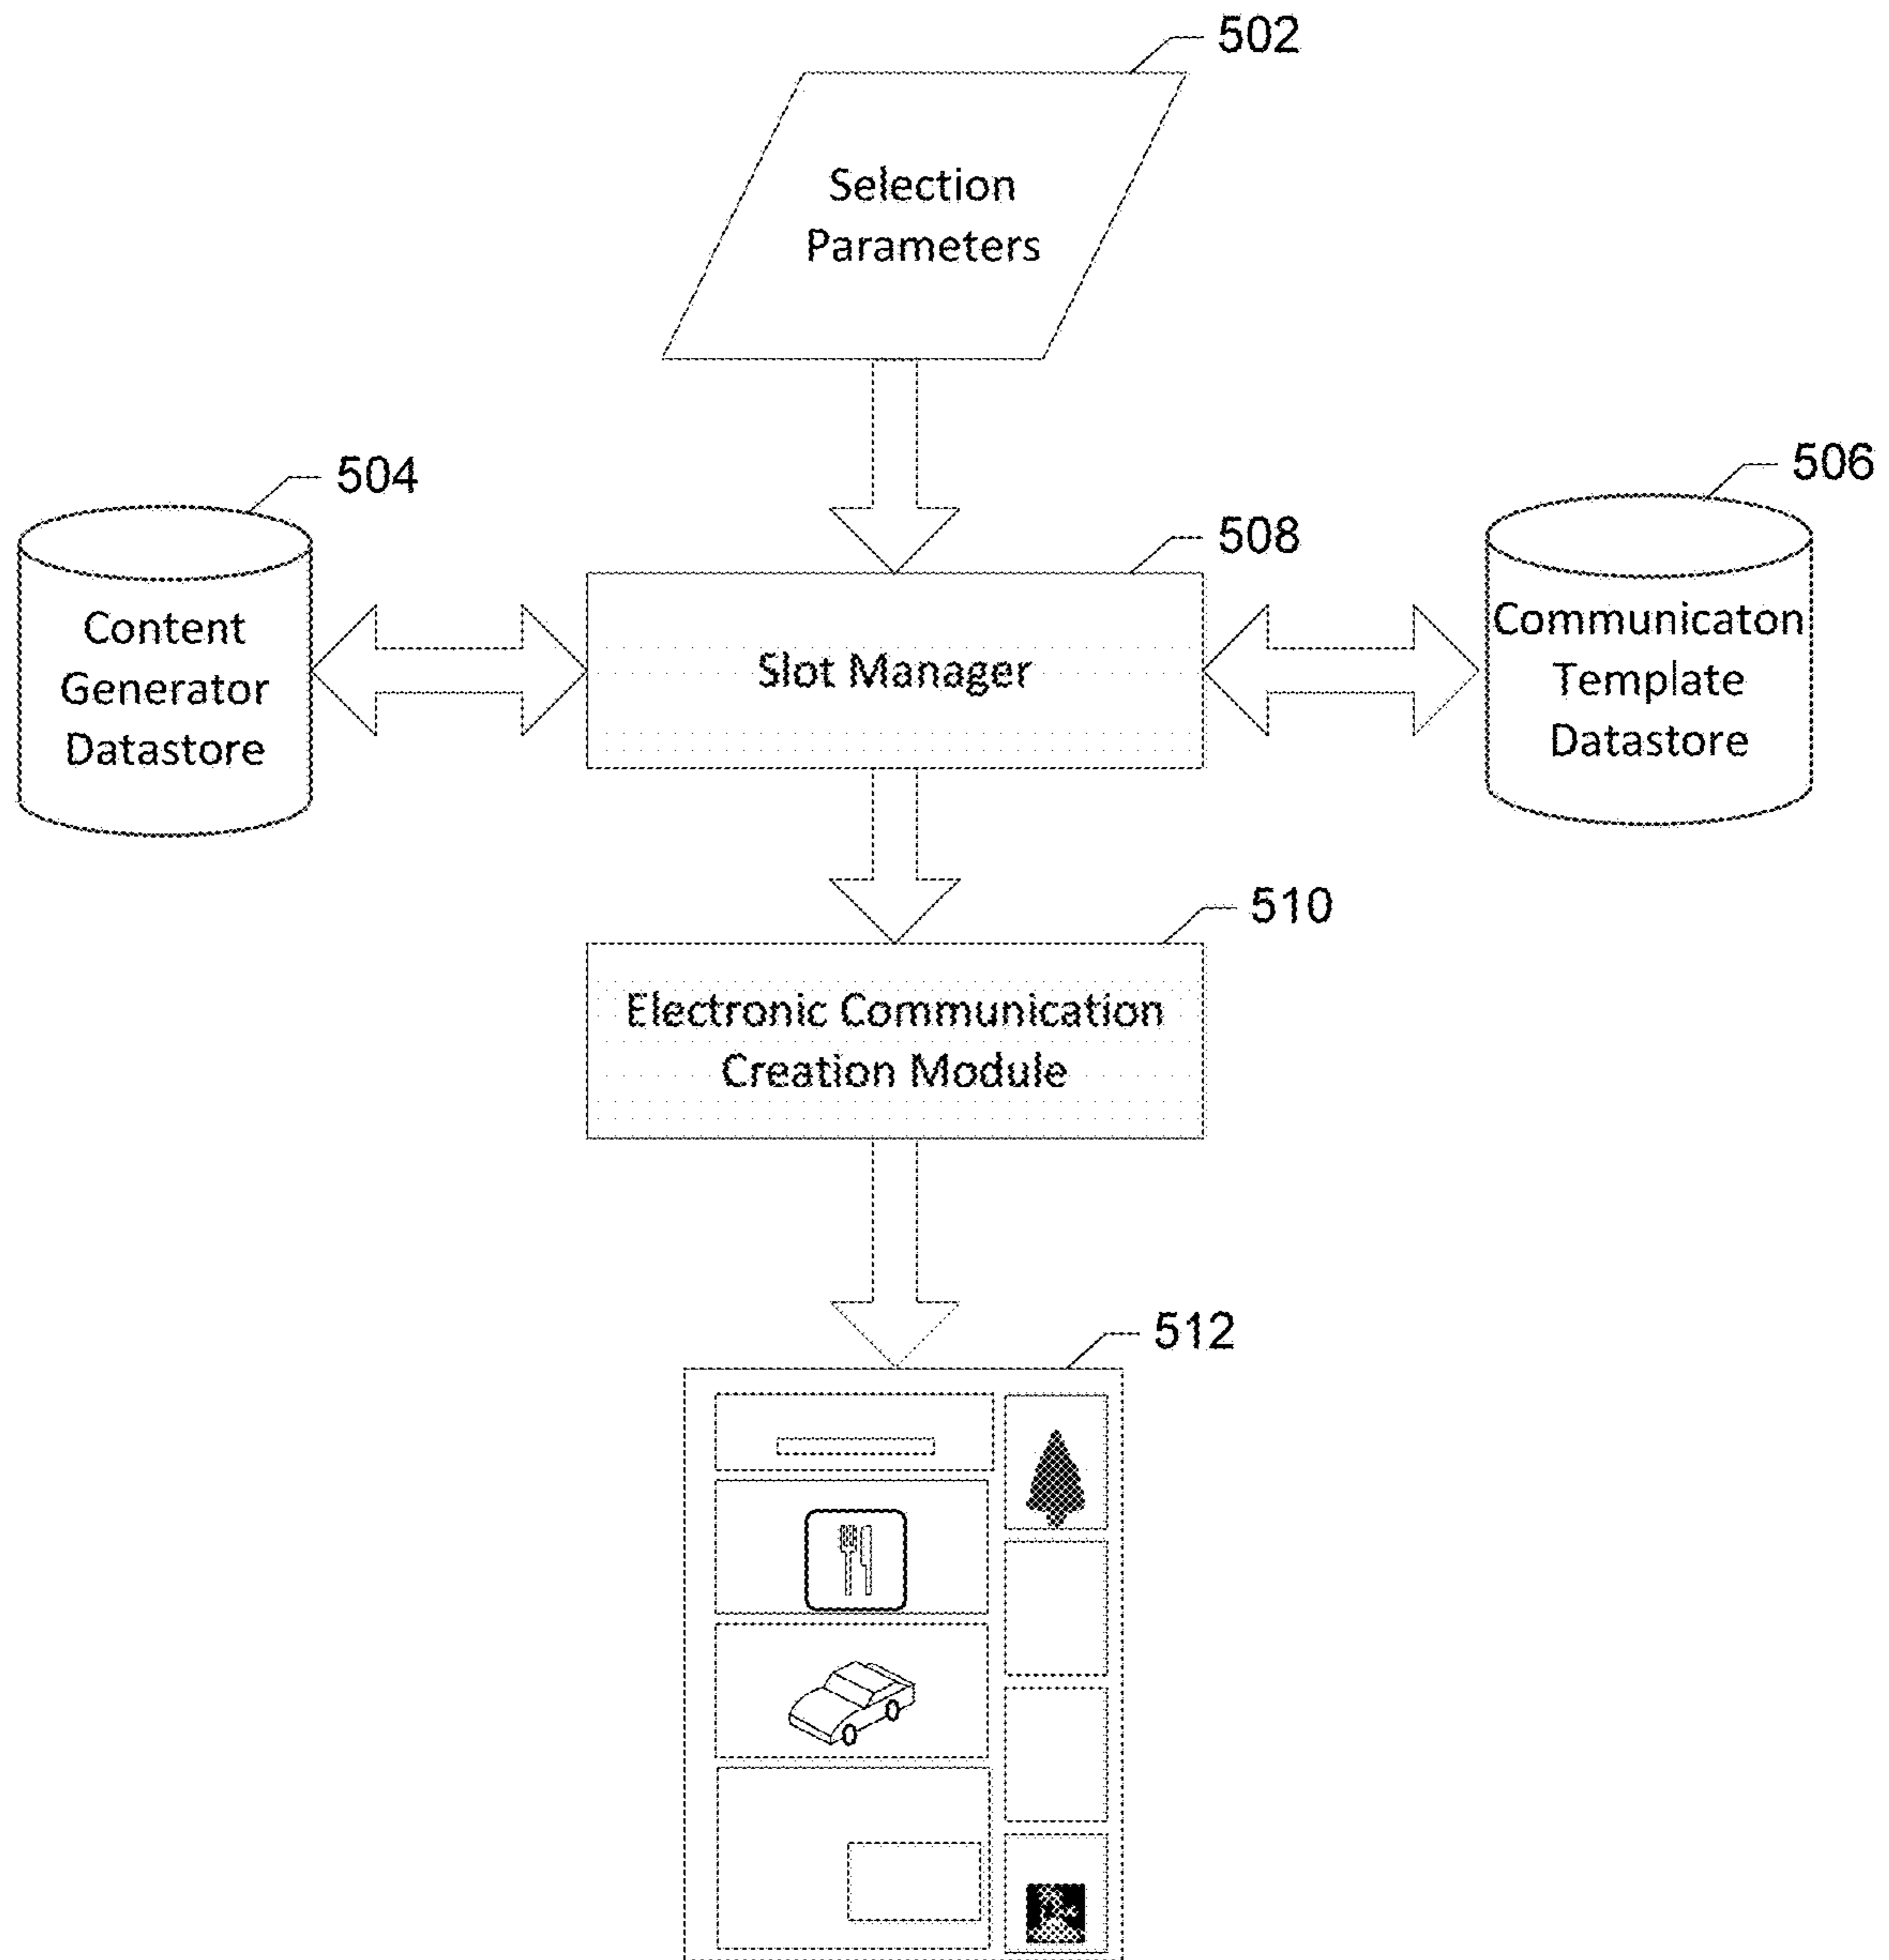 502
Selection
Parameters
504
506
508
Content
Generator
Datastore
Slot Manager
Communicaton
Template
Datastore
510
Electronic Communication
Creation Module
512